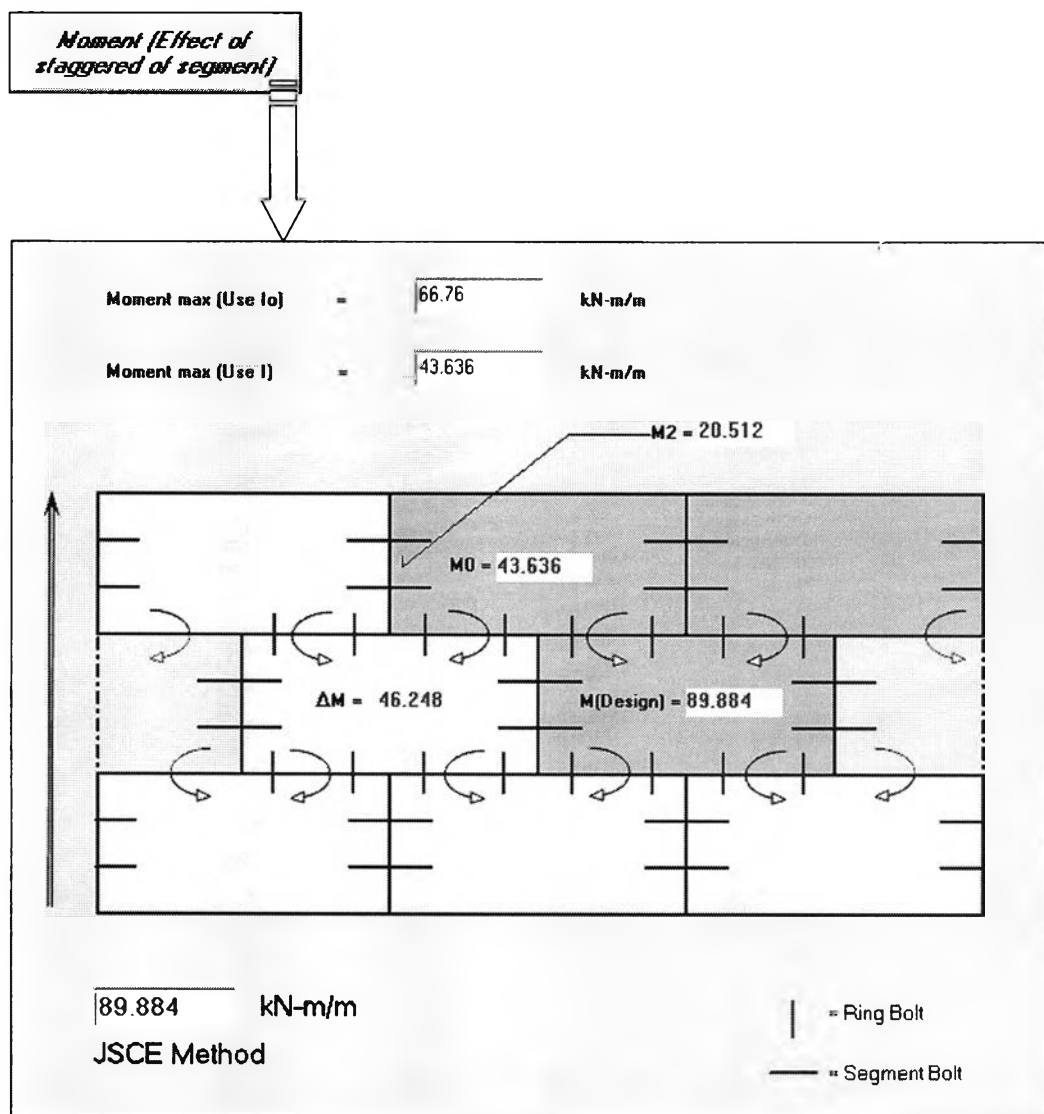 Moment (Effect of
staggered of segment)
Moment max (Use Io) = 66.76 kN-m/m
Moment max (Use I) = 43.636 kN-m/m
M2 = 20.512
M0 = 43.636
ΔM = 46.248 M(Design) = 89.884
89.884 kN-m/m
JSCE Method
= Ring Bolt
= Segment Bolt